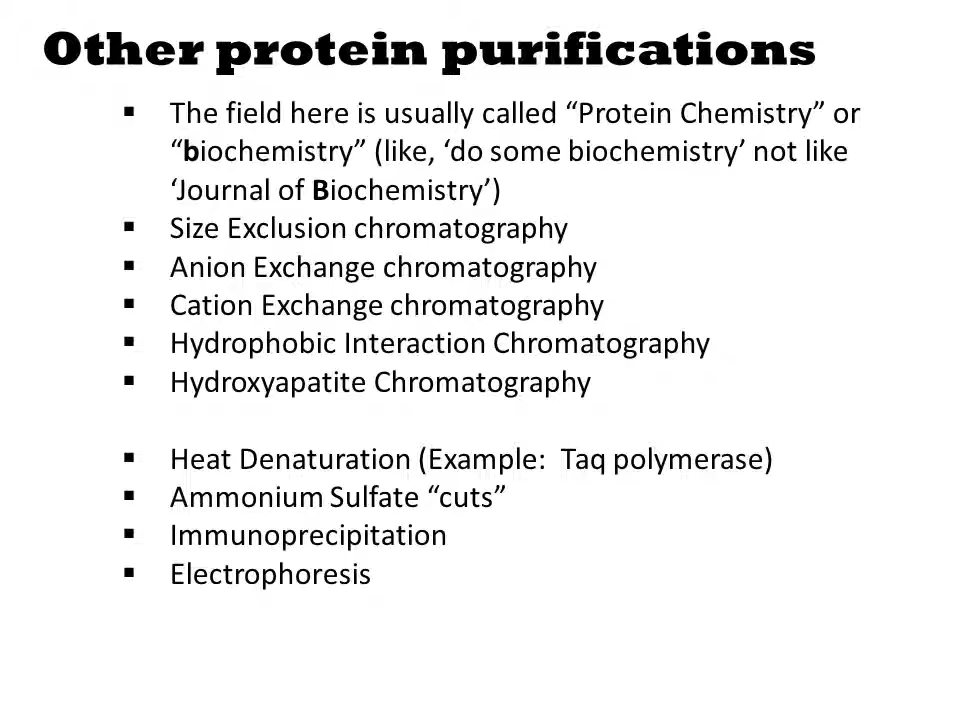 Other protein purifications
▪ The field here is usually called “Protein Chemistry” or
“biochemistry” (like, ‘do some biochemistry’ not like
‘Journal of Biochemistry’)
▪ Size Exclusion chromatography
▪ Anion Exchange chromatography
▪ Cation Exchange chromatography
▪ Hydrophobic Interaction Chromatography
▪ Hydroxyapatite Chromatography
▪ Heat Denaturation (Example:  Taq polymerase)
▪ Ammonium Sulfate “cuts”
▪ Immunoprecipitation
▪ Electrophoresis